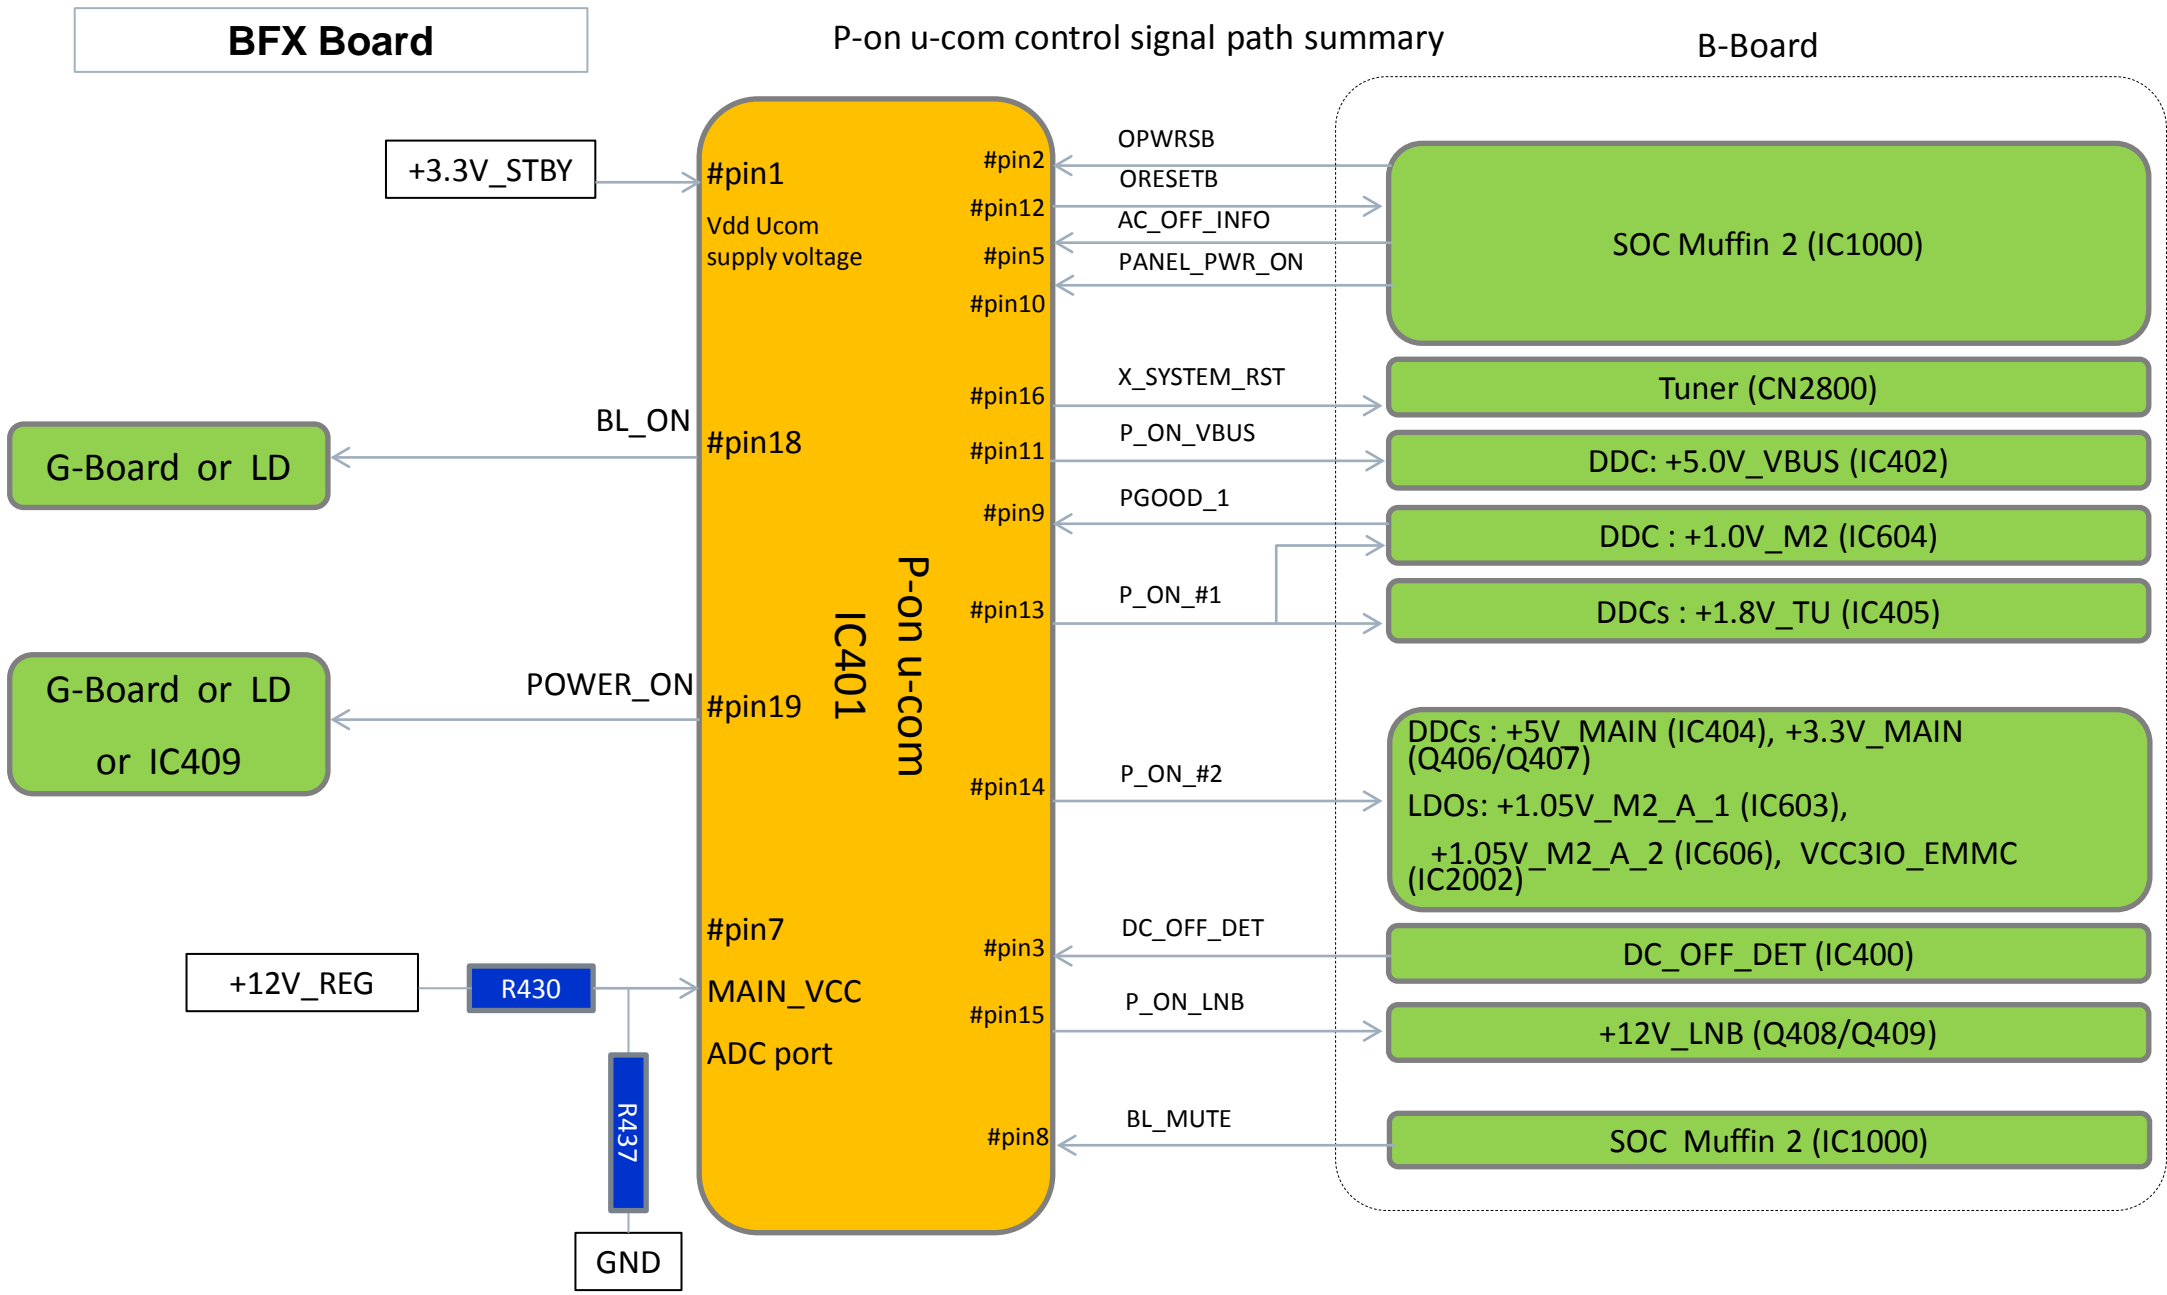 BFX Board
P-on u-com control signal path summary
B-Board
+3.3V_STBY
#pin1
Vdd Ucom
supply voltage
BL_ON
#pin18
G-Board or LD
POWER_ON
#pin19
G-Board or LD
or IC409
#pin7
MAIN_VCC
ADC port
+12V_REG
R430
R437
GND
P-on u-com
IC401
#pin2
OPWRSB
#pin12
ORESETB
#pin5
AC_OFF_INFO
#pin10
PANEL_PWR_ON
SOC Muffin 2 (IC1000)
#pin16
X_SYSTEM_RST
Tuner (CN2800)
#pin11
P_ON_VBUS
DDC: +5.0V_VBUS (IC402)
#pin9
PGOOD_1
DDC : +1.0V_M2 (IC604)
#pin13
P_ON_#1
DDCs : +1.8V_TU (IC405)
#pin14
P_ON_#2
DDCs : +5V_MAIN (IC404), +3.3V_MAIN
(Q406/Q407)
LDOs: +1.05V_M2_A_1 (IC603),
+1.05V_M2_A_2 (IC606), VCC3IO_EMMC
(IC2002)
#pin3
DC_OFF_DET
DC_OFF_DET (IC400)
#pin15
P_ON_LNB
+12V_LNB (Q408/Q409)
#pin8
BL_MUTE
SOC Muffin 2 (IC1000)